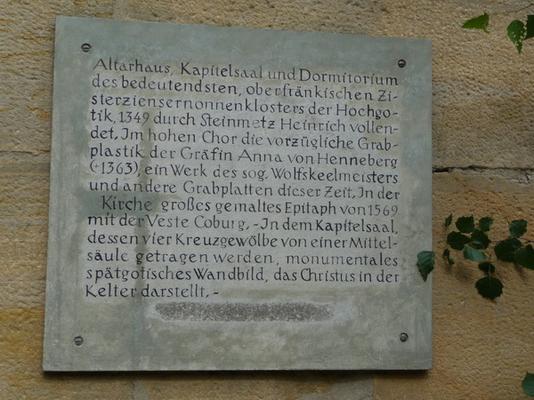 Altarhaus, Kapitelsaal und Dormitorium
des bedeutendsten, oberfränkischen Zi-
sterziensernonnenklosters der Hochgo-
tik, 1349 durch Steinmetz Heinrich vollen-
det. Im hohen Chor die vorzügliche Grab-
plastik der Gräfin Anna von Henneberg
(†1363), ein Werk des sog. Wolfskeelmeisters
und andere Grabplatten dieser Zeit. In der
Kirche großes gemaltes Epitaph von 1569
mit der Veste Coburg. - In dem Kapitelsaal,
dessen vier Kreuzgewölbe von einer Mittel-
säule getragen werden, monumentales
spätgotisches Wandbild, das Christus in der
Kelter darstellt. -